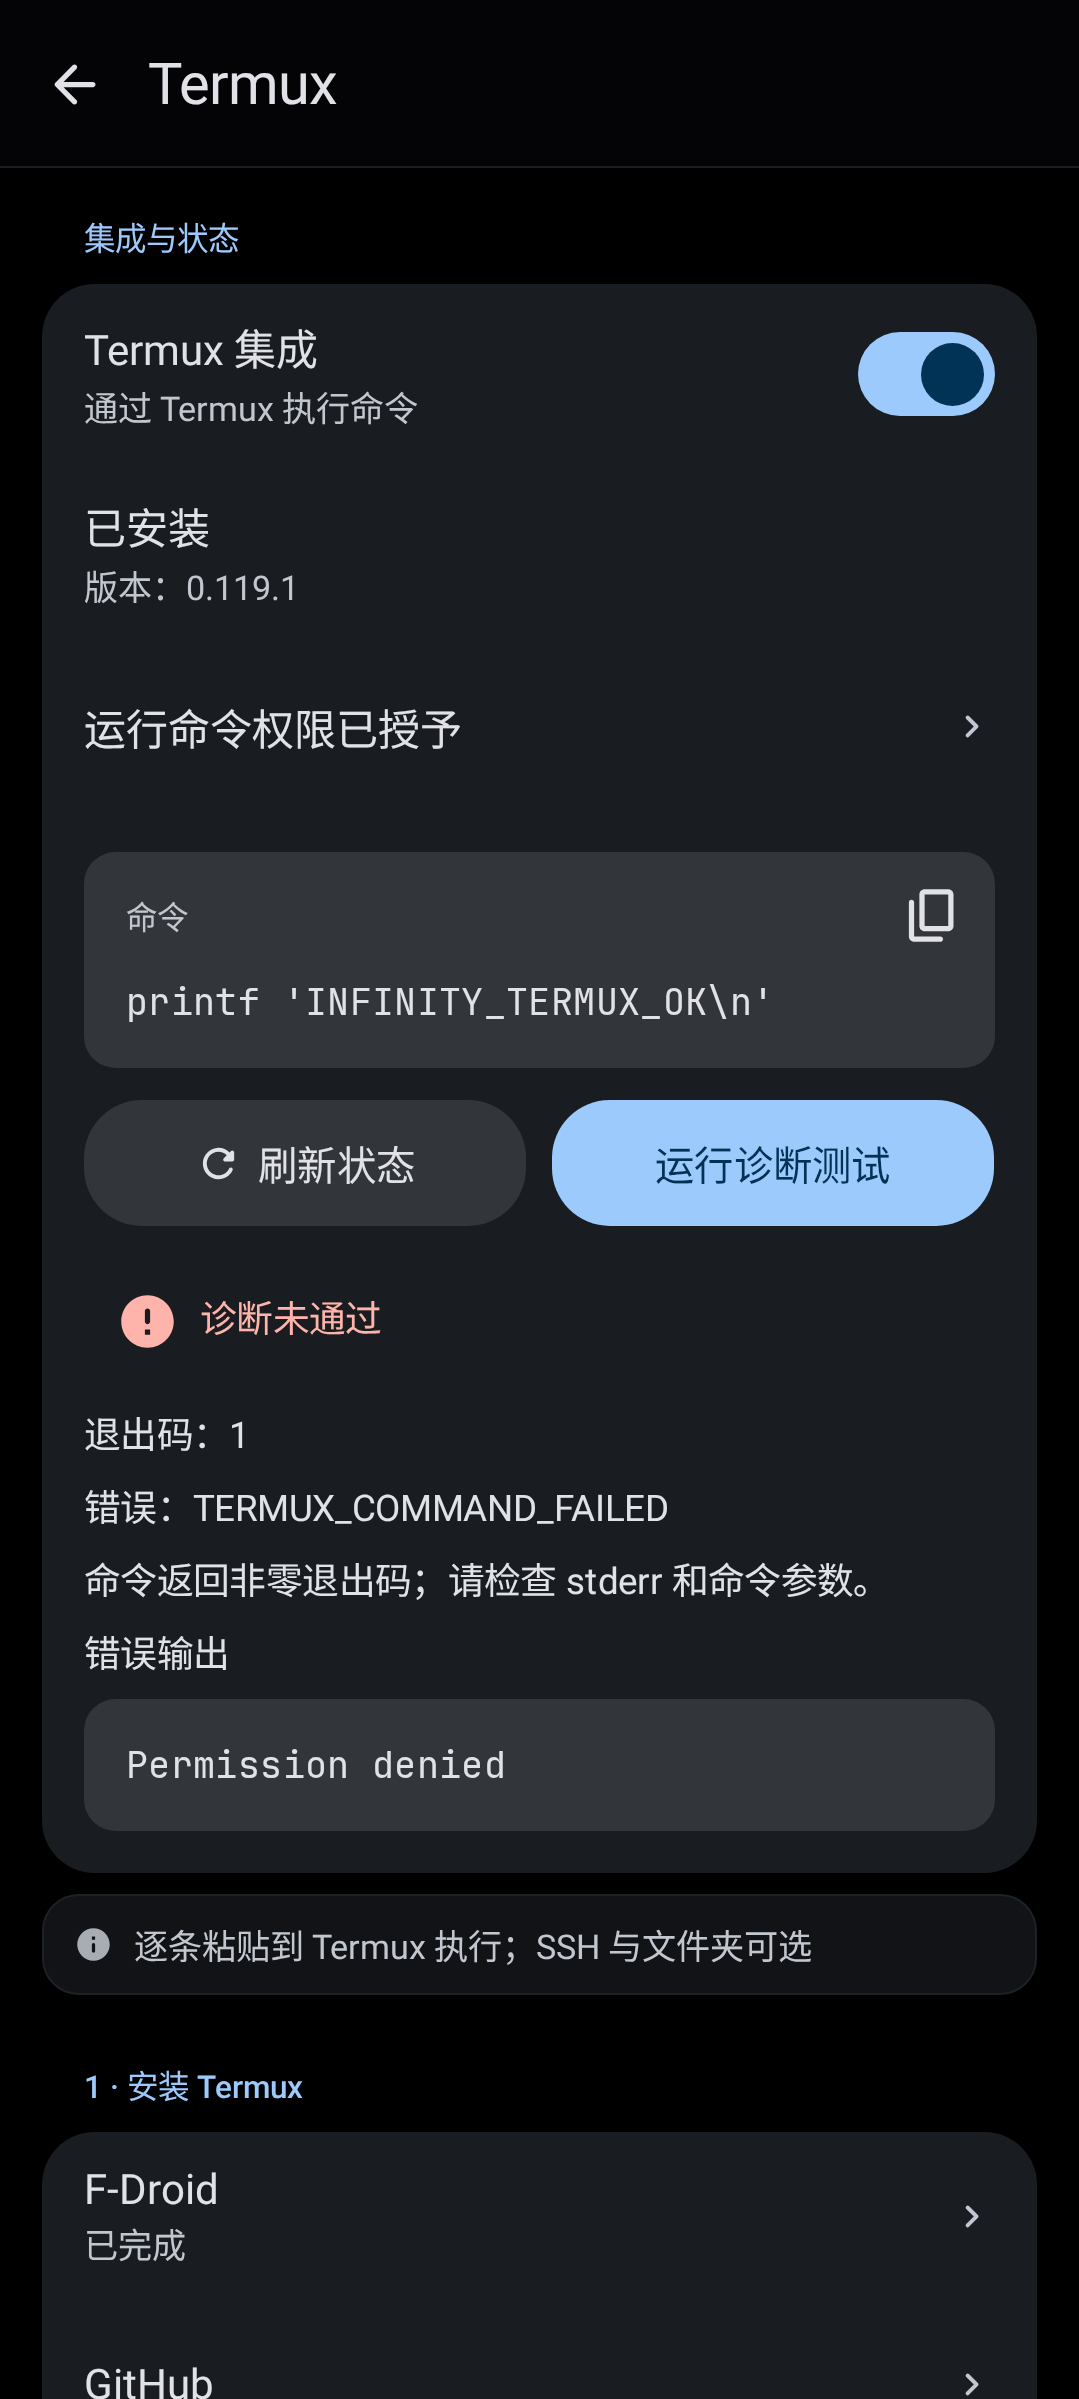 Termux
集成与状态
Termux 集成
通过 Termux 执行命令
已安装
版本：0.119.1
运行命令权限已授予
命令
printf 'INFINITY_TERMUX_OK\n'
刷新状态
运行诊断测试
诊断未通过
退出码：1
错误：TERMUX_COMMAND_FAILED
命令返回非零退出码；请检查 stderr 和命令参数。
错误输出
Permission denied
逐条粘贴到 Termux 执行；SSH 与文件夹可选
1 · 安装 Termux
F-Droid
已完成
GitHub